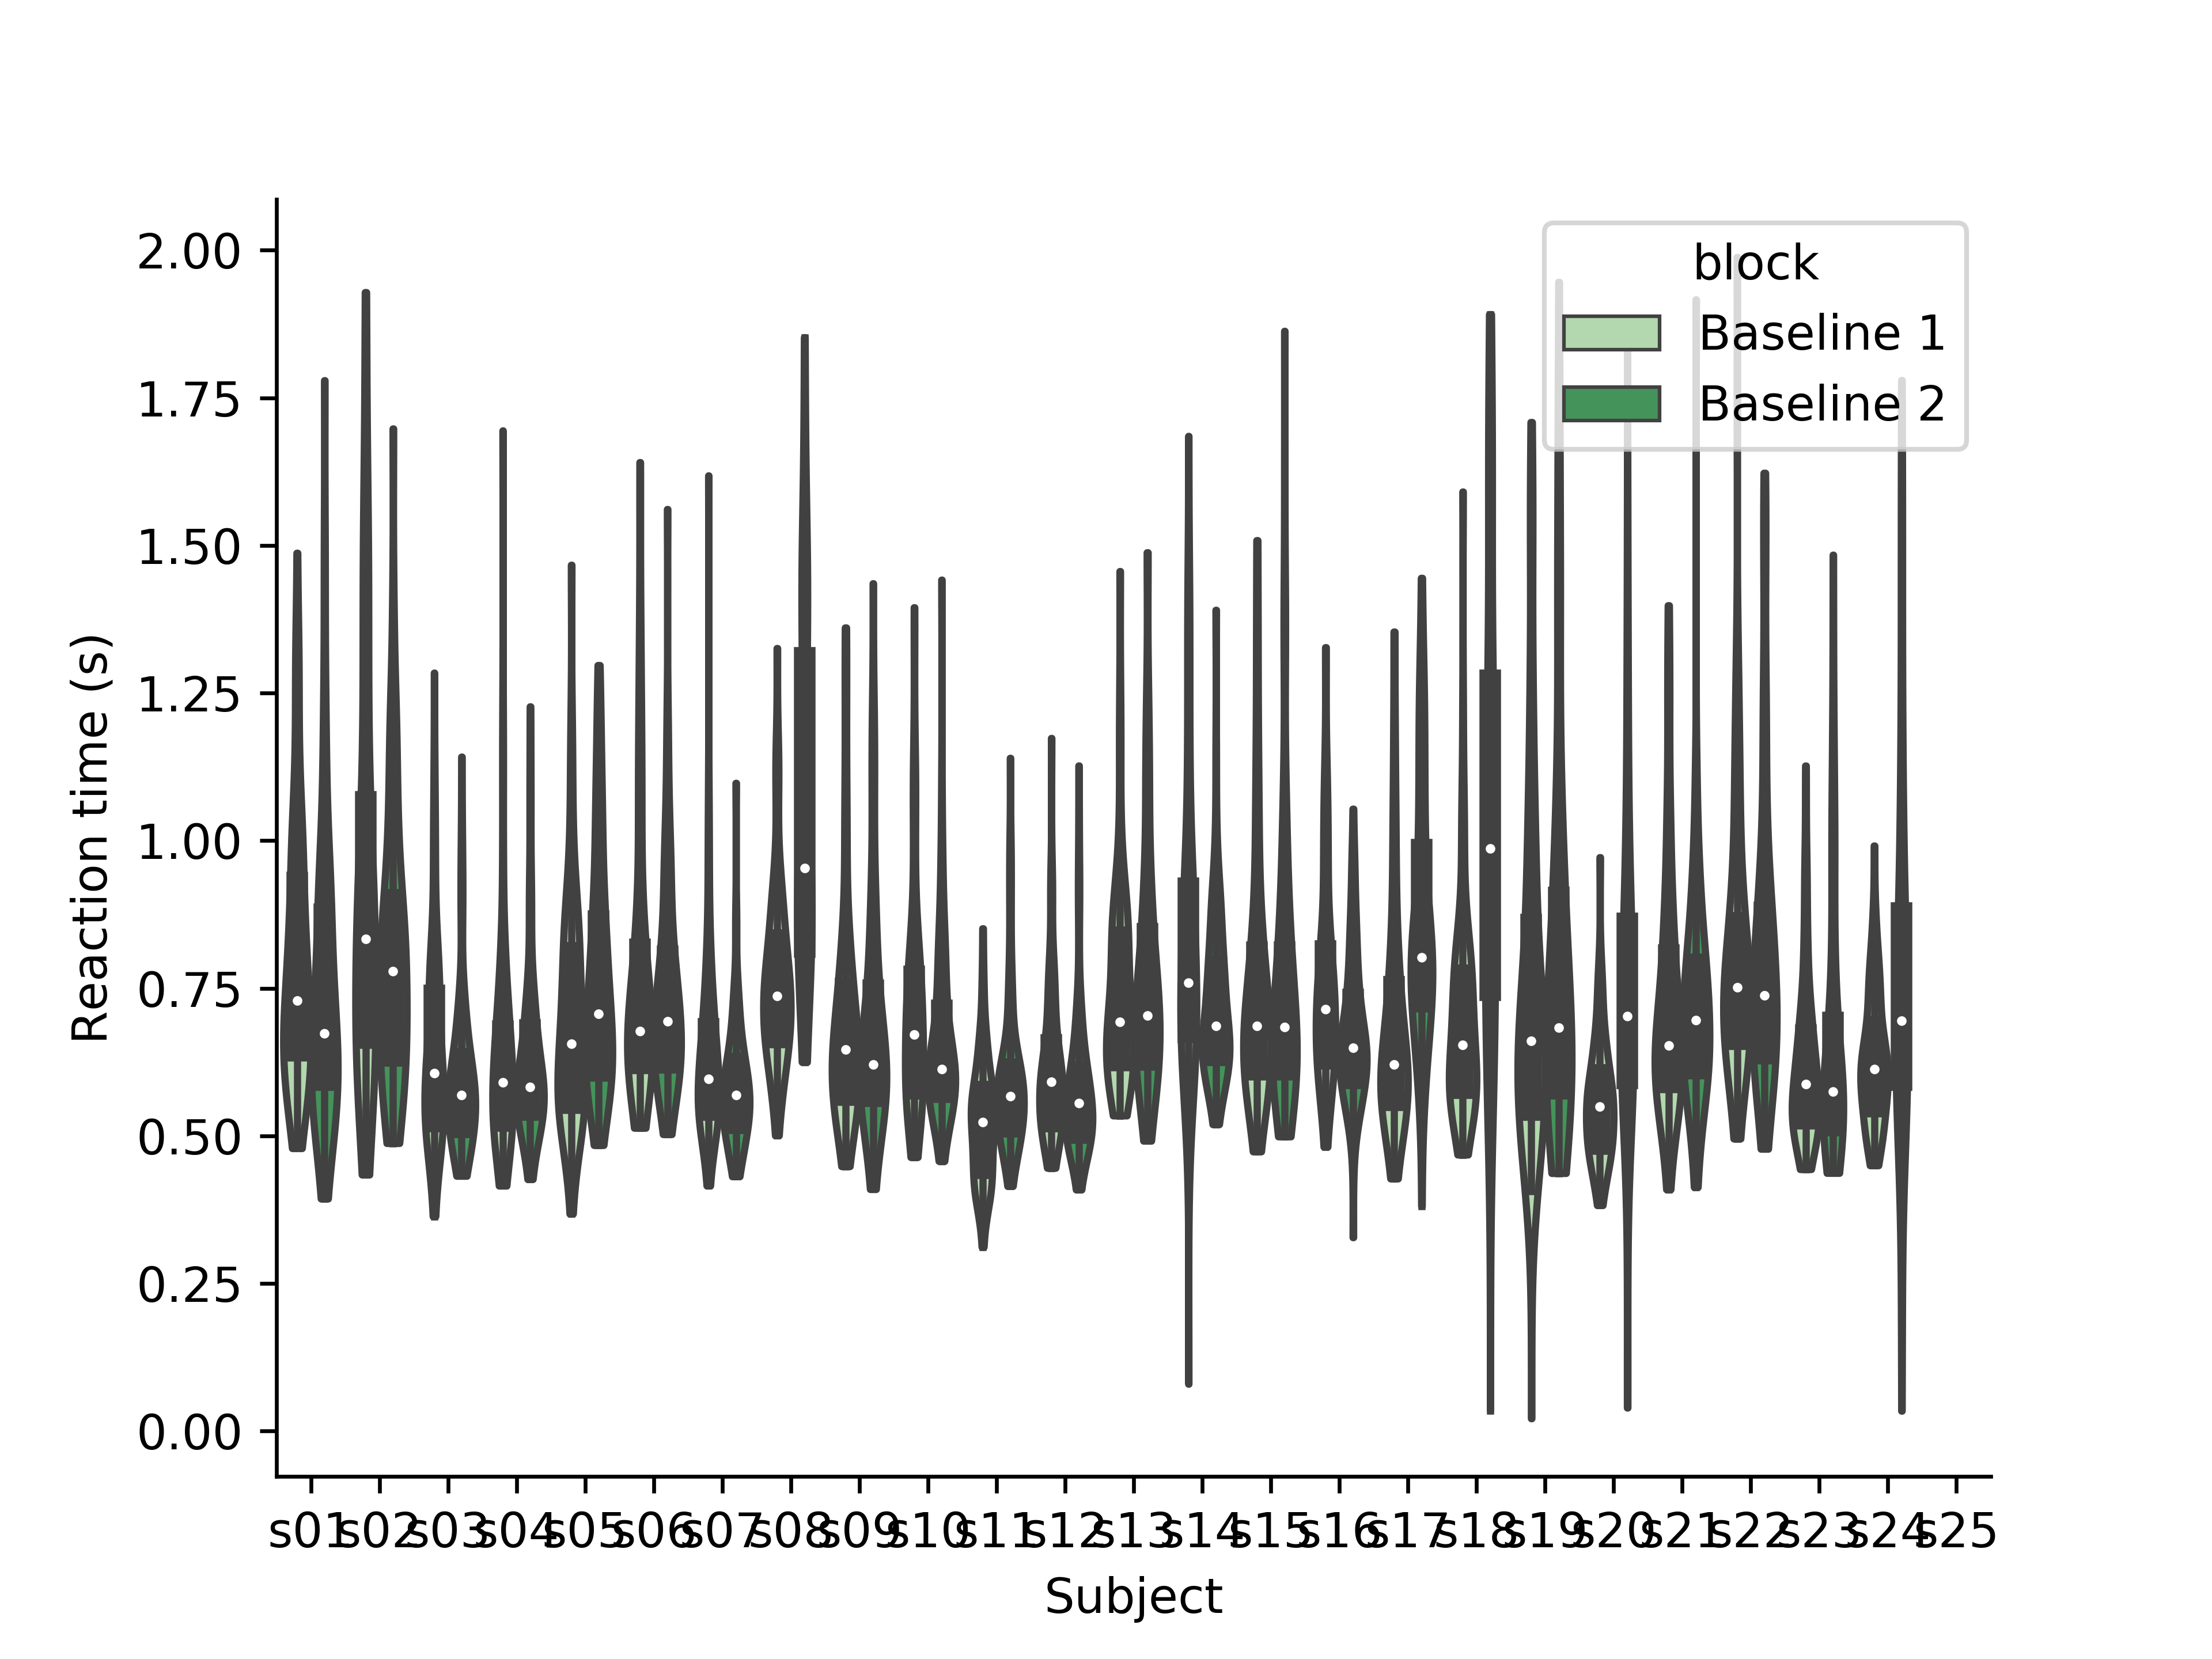 block
Baseline 1
Baseline 2
2.00
1.75
1.50
1.25
1.00
0.75
0.50
0.25
0.00
Reaction time (s)
s01 s02 s03 s04 s05 s06 s07 s08 s09 s10 s11 s12 s13 s14 s15 s16 s17 s18 s19 s20 s21 s22 s23 s24 s25
Subject